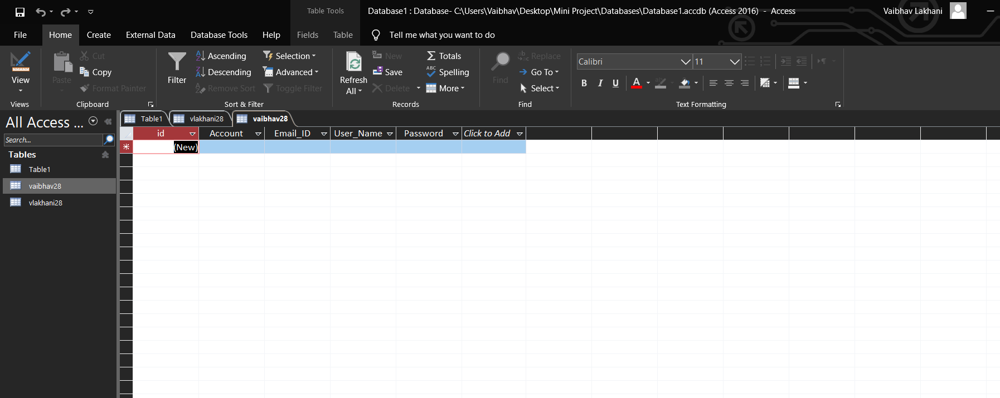 Table Tools
Database1 : Database- C:\Users\Vaibhav\Desktop\Mini Project\Databases\Database1.accdb (Access 2016) - Access
Vaibhav Lakhani
File Home Create External Data Database Tools Help Fields Table Tell me what you want to do
View
Views
Paste
Cut
Copy
Format Painter
Clipboard
Filter
Ascending
Descending
Remove Sort
Selection
Advanced
Toggle Filter
Sort & Filter
Refresh
All
New
Save
Delete
Totals
Spelling
More
Records
Find
Replace
Go To
Select
Find
Calibri
11
B I U A
Text Formatting
All Access ...
Search...
Tables
Table1
vaibhav28
vlakhani28
Table1 vlakhani28 vaibhav28
id Account Email_ID User_Name Password Click to Add
(New)